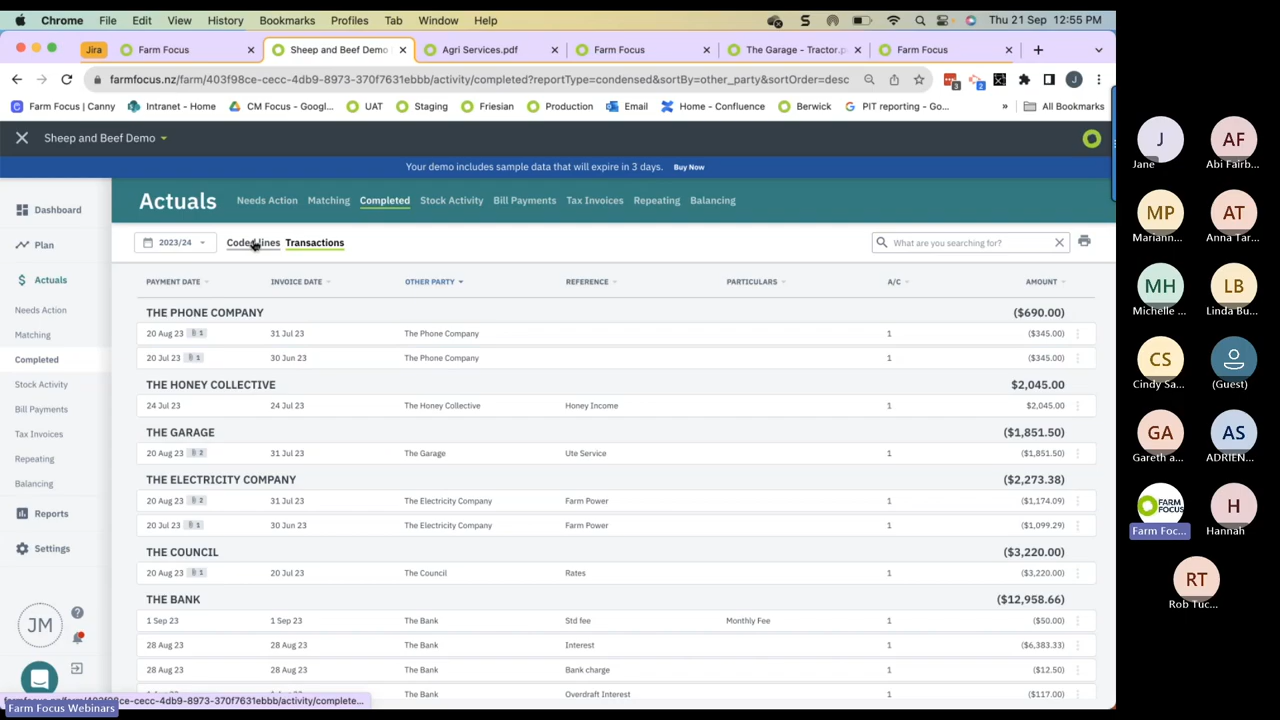 Chrome File Edit View History Bookmarks Profiles Tab Window Help Thu 21 Sep 12:55 PM
Jira Farm Focus Sheep and Beef Demo Agri Services.pdf Farm Focus The Garage - Tractor.p Farm Focus
farmfocus.nz/farm/403f98ce-cecc-4db9-8973-370f7631ebbb/activity/completed?reportType=condensed&sortBy=other_party&sortOrder=desc
Farm Focus | Canny Intranet - Home CM Focus - Googl... UAT Staging Friesian Production Email Home - Confluence Berwick PIT reporting - Go... » All Bookmarks
Sheep and Beef Demo
Your demo includes sample data that will expire in 3 days. Buy Now
Dashboard
Plan
Actuals
Needs Action
Matching
Completed
Stock Activity
Bill Payments
Tax Invoices
Repeating
Balancing
Reports
Settings
JM
Actuals Needs Action Matching Completed Stock Activity Bill Payments Tax Invoices Repeating Balancing
2023/24 Coded lines Transactions What are you searching for?
PAYMENT DATE INVOICE DATE OTHER PARTY REFERENCE PARTICULARS A/C AMOUNT
THE PHONE COMPANY ($690.00)
20 Aug 23 1 31 Jul 23 The Phone Company 1 ($345.00)
20 Jul 23 1 30 Jun 23 The Phone Company 1 ($345.00)
THE HONEY COLLECTIVE $2,045.00
24 Jul 23 24 Jul 23 The Honey Collective Honey Income 1 $2,045.00
THE GARAGE ($1,851.50)
20 Aug 23 2 31 Jul 23 The Garage Ute Service 1 ($1,851.50)
THE ELECTRICITY COMPANY ($2,273.38)
20 Aug 23 2 31 Jul 23 The Electricity Company Farm Power 1 ($1,174.09)
20 Jul 23 1 30 Jun 23 The Electricity Company Farm Power 1 ($1,099.29)
THE COUNCIL ($3,220.00)
20 Aug 23 1 20 Jul 23 The Council Rates 1 ($3,220.00)
THE BANK ($12,958.66)
1 Sep 23 1 Sep 23 The Bank Std fee Monthly Fee 1 ($50.00)
28 Aug 23 28 Aug 23 The Bank Interest 1 ($6,383.33)
28 Aug 23 28 Aug 23 The Bank Bank charge 1 ($12.50)
The Bank Overdraft Interest 1 ($117.00)
Farm Focus Webinars
J AF
Jane Abi Fairb...
MP AT
Mariann... Anna Tar...
MH LB
Michelle ... Linda Bu...
CS
Cindy Sa... (Guest)
GA AS
Gareth a... ADRIEN...
FARM FOCUS H
Farm Foc... Hannah
RT
Rob Tuc...